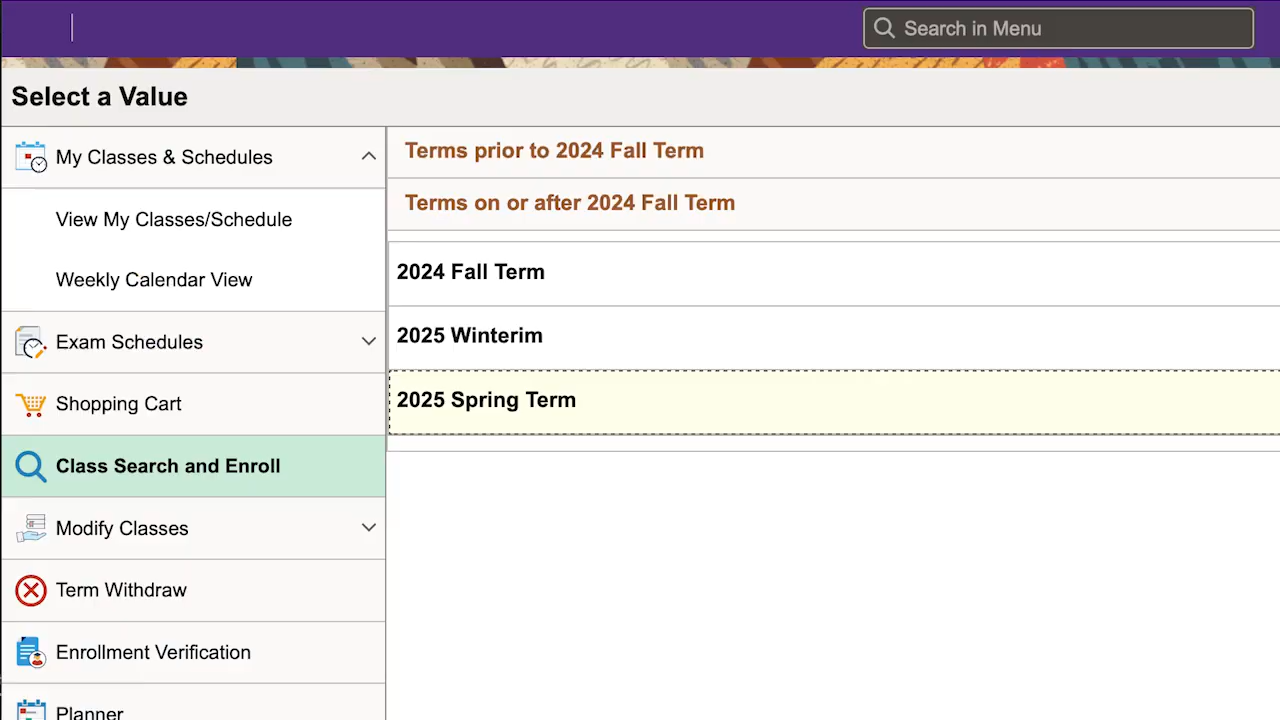 Search in Menu
Select a Value
My Classes & Schedules
View My Classes/Schedule
Weekly Calendar View
Exam Schedules
Shopping Cart
Class Search and Enroll
Modify Classes
Term Withdraw
Enrollment Verification
Planner
Terms prior to 2024 Fall Term
Terms on or after 2024 Fall Term
2024 Fall Term
2025 Winterim
2025 Spring Term